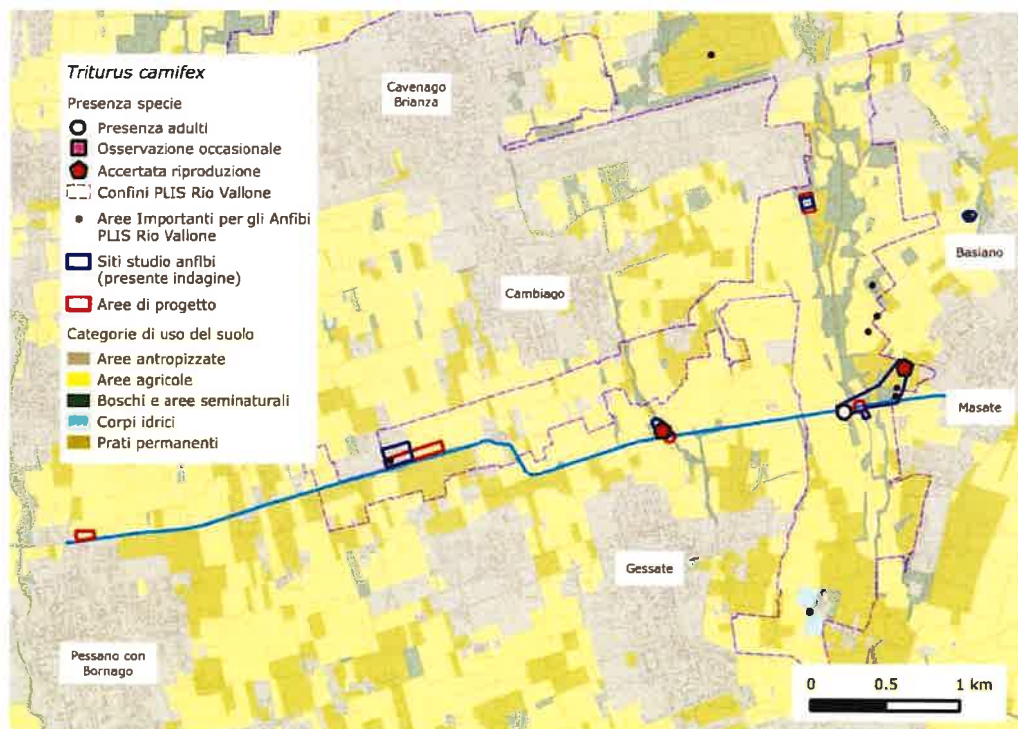 Triturus carnifex
Presenza specie
Presenza adulti
Osservazione occasionale
Accertata riproduzione
Confini PLIS Rio Vallone
Aree Importanti per gli Anfibi
PLIS Rio Vallone
Siti studio anfibi
(presente indagine)
Aree di progetto
Categorie di uso del suolo
Aree antropizzate
Aree agricole
Boschi e aree seminaturali
Corpi idrici
Prati permanenti
Cavenago
Brianza
Basiano
Cambiago
Masate
Gessate
Pessano con
Bornago
0 0.5 1 km